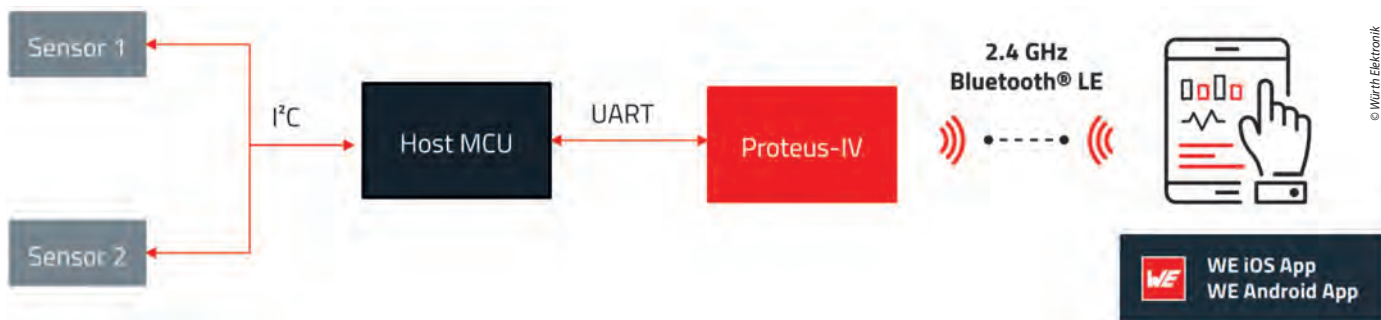 Sensor 1
I²C
Sensor 2
Host MCU
UART
Proteus-IV
2.4 GHz
Bluetooth® LE
© Würth Elektronik
WE
WE iOS App
WE Android App